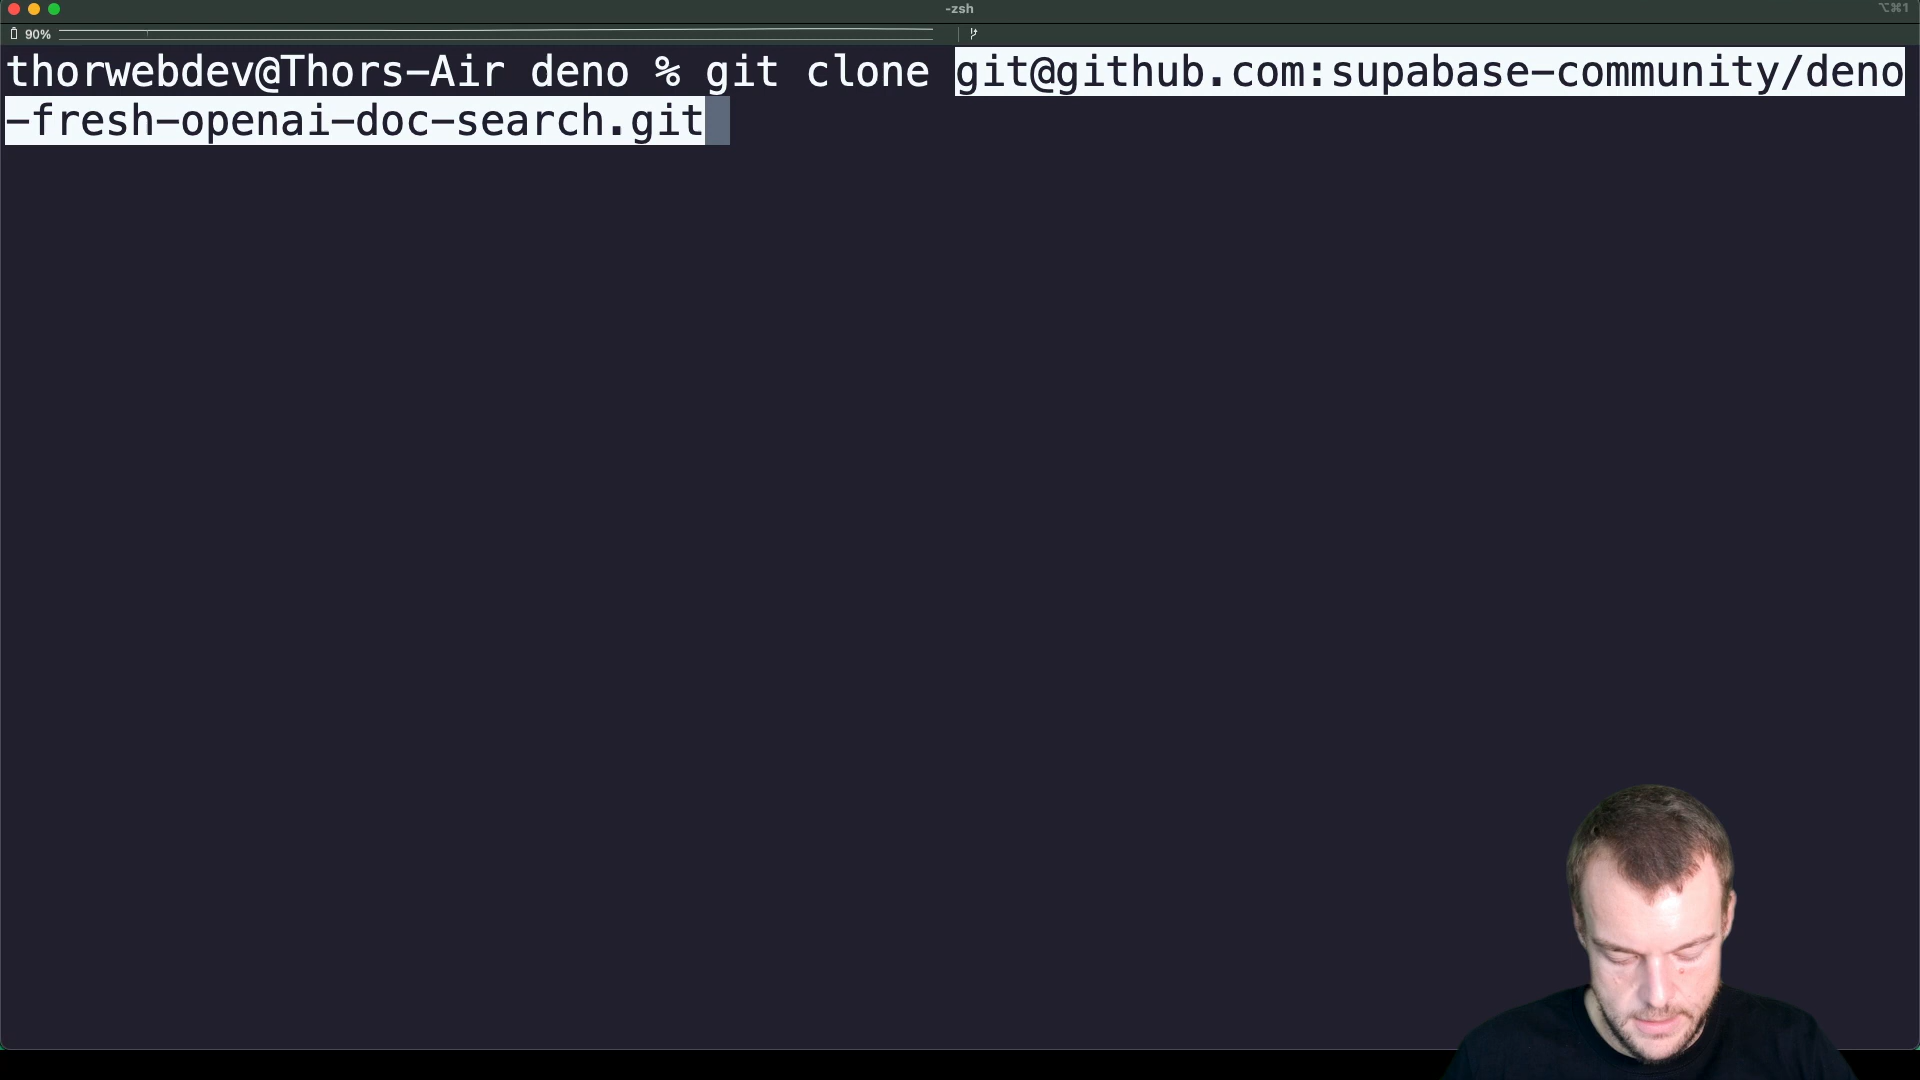 -zsh
⌥⌘1
90%
thorwebdev@Thors-Air deno % git clone git@github.com:supabase-community/deno
-fresh-openai-doc-search.git